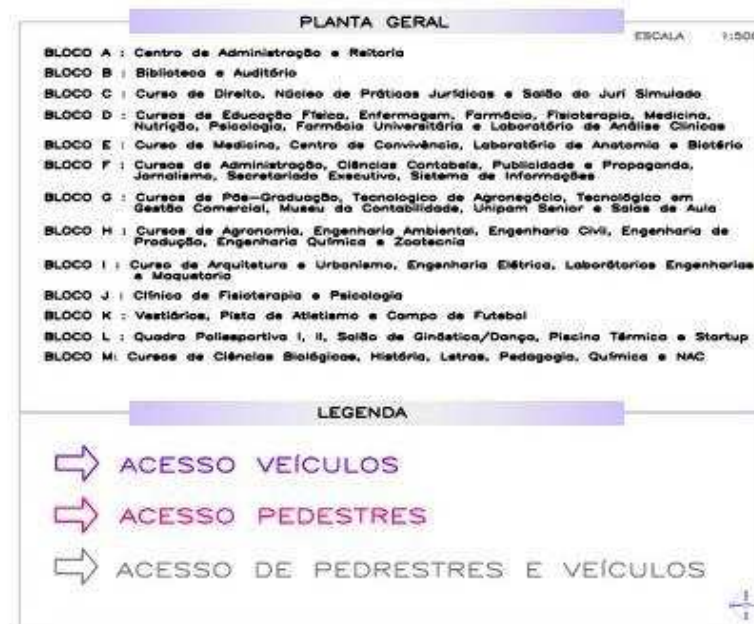 PLANTA GERAL
ESCALA 1:500
BLOCO A : Centro de Administração e Reitoria
BLOCO B : Biblioteca e Auditório
BLOCO C : Curso de Direito, Núcleo de Práticas Jurídicas e Salão do Juri Simulado
BLOCO D : Cursos de Educação Física, Enfermagem, Farmácia, Fisioterapia, Medicina,
Nutrição, Psicologia, Farmácia Universitária e Laboratório de Análise Clínicas
BLOCO E : Curso de Medicina, Centro de Convivência, Laboratório de Anatomia e Biotério
BLOCO F : Cursos de Administração, Ciências Contabeis, Publicidade e Propaganda,
Jornalismo, Secretariado Executivo, Sistema de Informações
BLOCO G : Cursos de Pós-Graduação, Tecnologico de Agronegócio, Tecnológico em
Gestão Comercial, Museu da Contabilidade, Unipam Senior e Salas de Aula
BLOCO H : Cursos de Agronomia, Engenharia Ambiental, Engenharia Civil, Engenharia de
Produção, Engenharia Química e Zootecnia
BLOCO I : Curso de Arquitetura e Urbanismo, Engenharia Elétrica, Laboratórios Engenharias
e Maquetaria
BLOCO J : Clínica de Fisioterapia e Psicologia
BLOCO K : Vestiários, Pista de Atletismo e Campo de Futebol
BLOCO L : Quadra Poliesportiva I, II, Salão de Ginástica/Dança, Piscina Térmica e Startup
BLOCO M: Cursos de Ciências Biológicas, História, Letras, Pedagogia, Química e NAC
LEGENDA
ACESSO VEÍCULOS
ACESSO PEDESTRES
ACESSO DE PEDRESTRES E VEÍCULOS